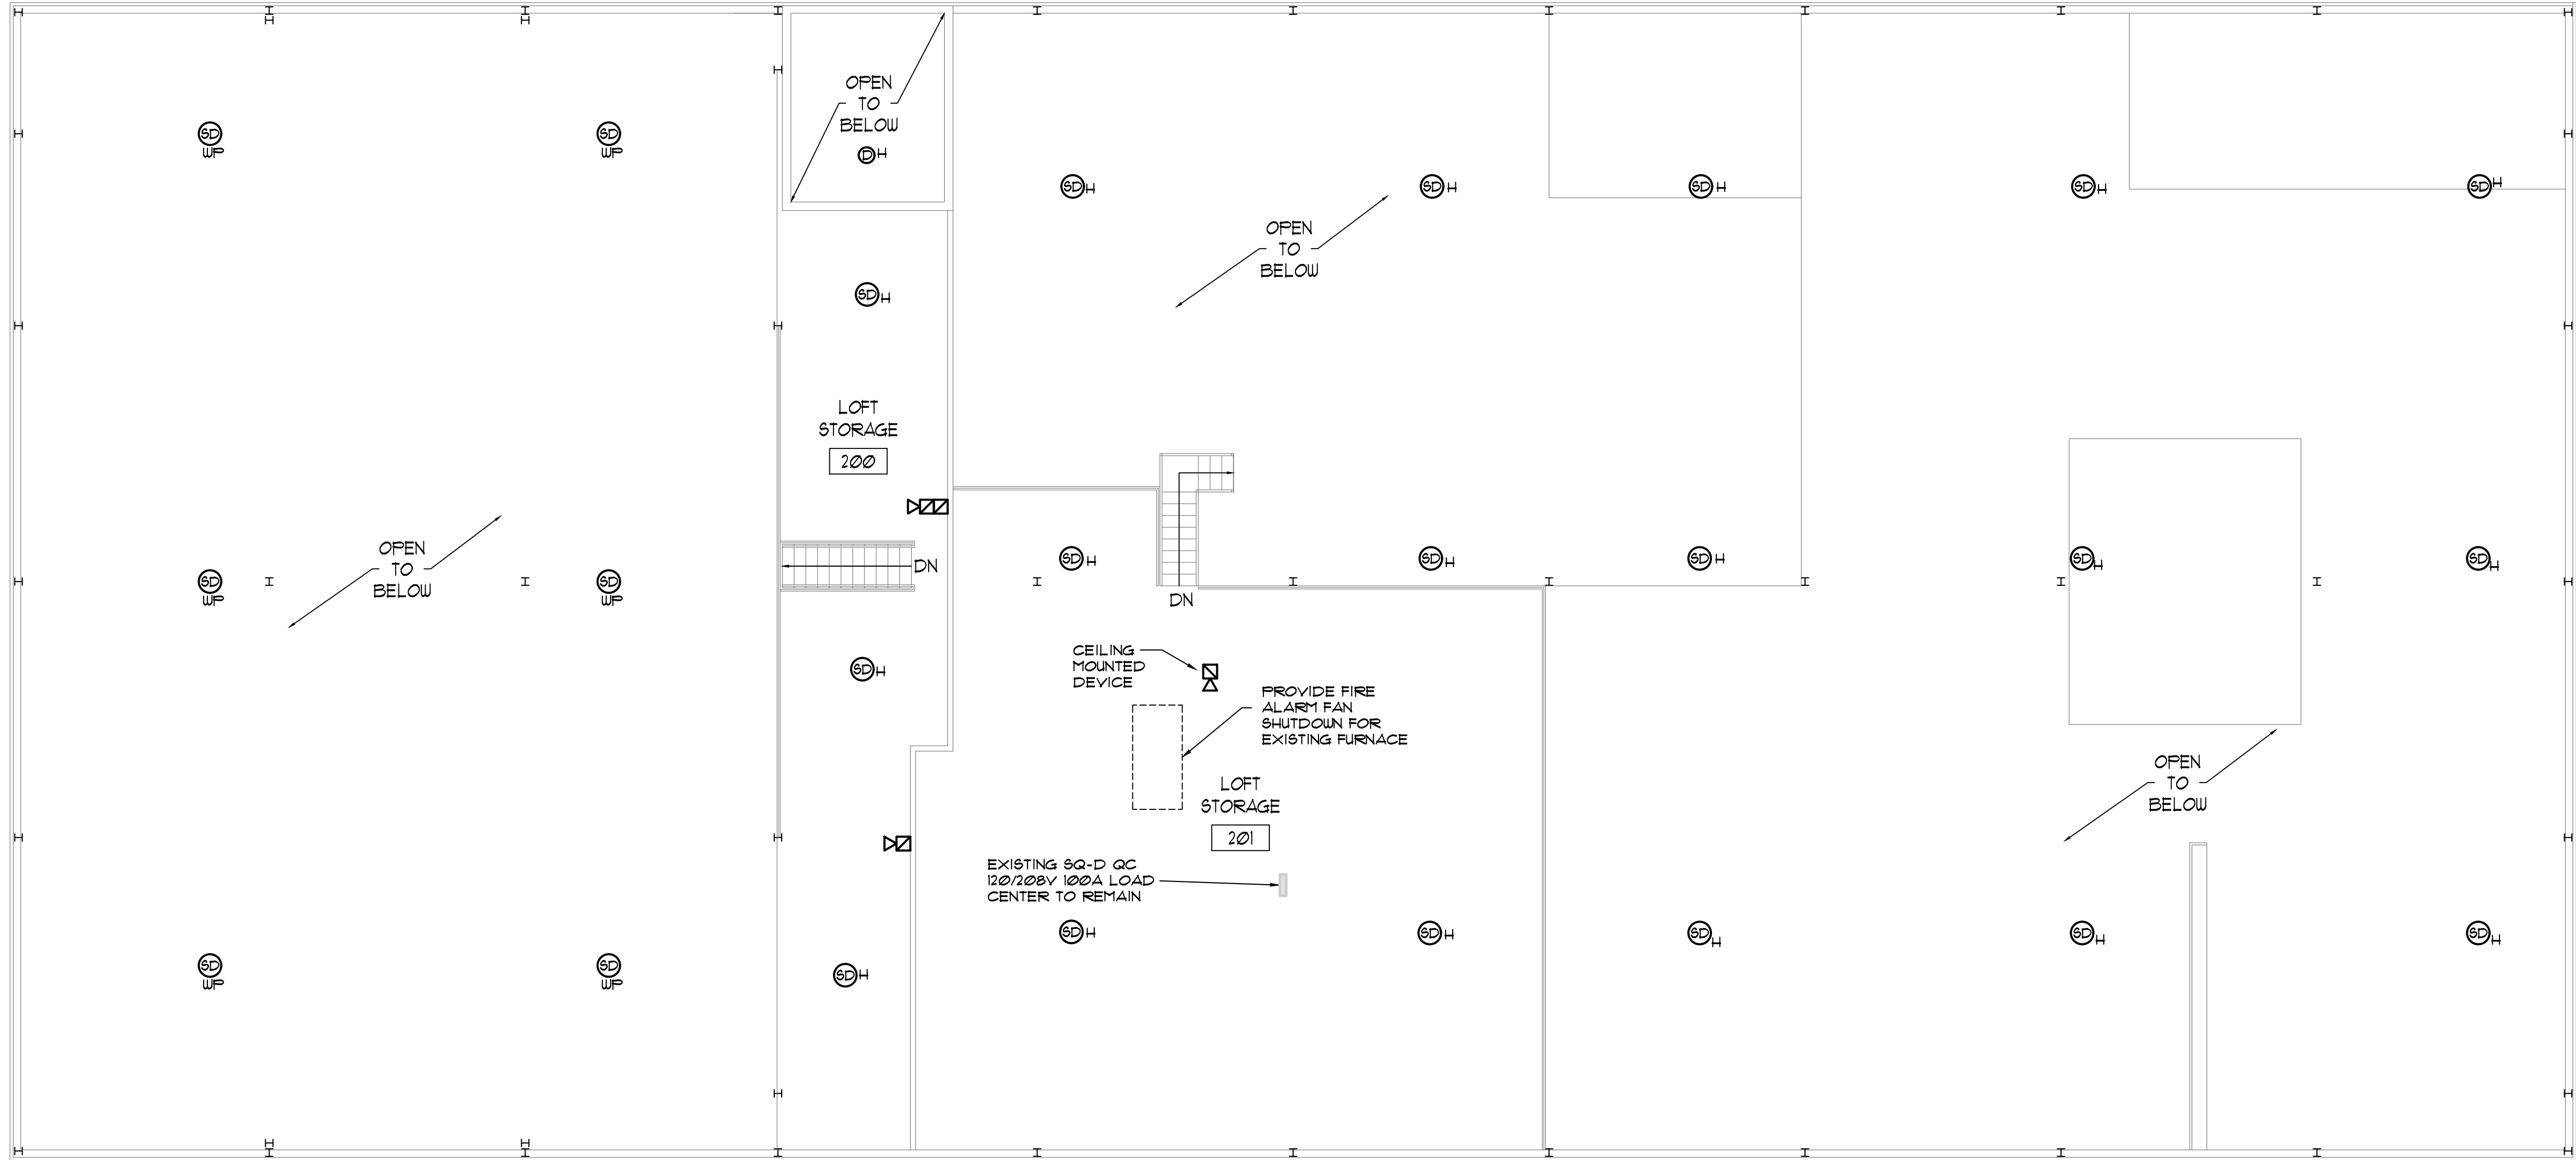 OPEN
TO
BELOW
SD
WP
SD
WP
D H
SD H
SD H
SD H
SD H
SD H
OPEN
TO
BELOW
SD H
LOFT
STORAGE
200
OPEN
TO
BELOW
DN
SD
WP
SD
WP
SD H
SD H
SD H
SD H
SD H
DN
CEILING
MOUNTED
DEVICE
SD H
PROVIDE FIRE
ALARM FAN
SHUTDOWN FOR
EXISTING FURNACE
LOFT
STORAGE
201
OPEN
TO
BELOW
EXISTING SQ-D QC
120/208V 100A LOAD
CENTER TO REMAIN
SD
WP
SD
WP
SD H
SD H
SD H
SD H
SD H
SD H